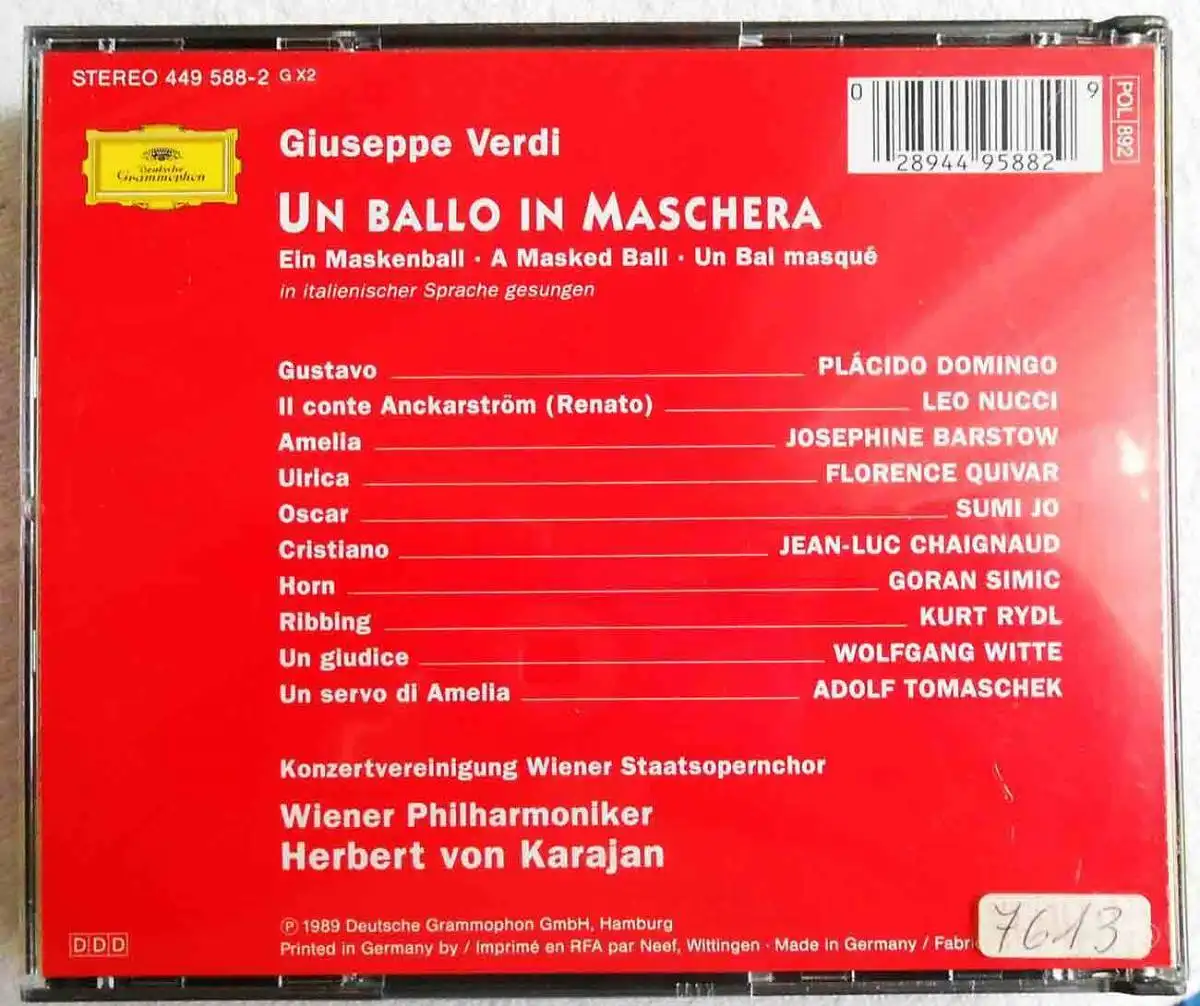 STEREO 449 588-2 G X2
0 28944 95882 9
POL 892
Deutsche
Grammophon
Giuseppe Verdi
UN BALLO IN MASCHERA
Ein Maskenball · A Masked Ball · Un Bal masqué
in italienischer Sprache gesungen
Gustavo PLÁCIDO DOMINGO
Il conte Anckarström (Renato) LEO NUCCI
Amelia JOSEPHINE BARSTOW
Ulrica FLORENCE QUIVAR
Oscar SUMI JO
Cristiano JEAN-LUC CHAIGNAUD
Horn GORAN SIMIC
Ribbing KURT RYDL
Un giudice WOLFGANG WITTE
Un servo di Amelia ADOLF TOMASCHEK
Konzertvereinigung Wiener Staatsopernchor
Wiener Philharmoniker
Herbert von Karajan
℗ 1989 Deutsche Grammophon GmbH, Hamburg
Printed in Germany by / Imprimé en RFA par Neef, Wittingen · Made in Germany / Fabri
DDD
7613